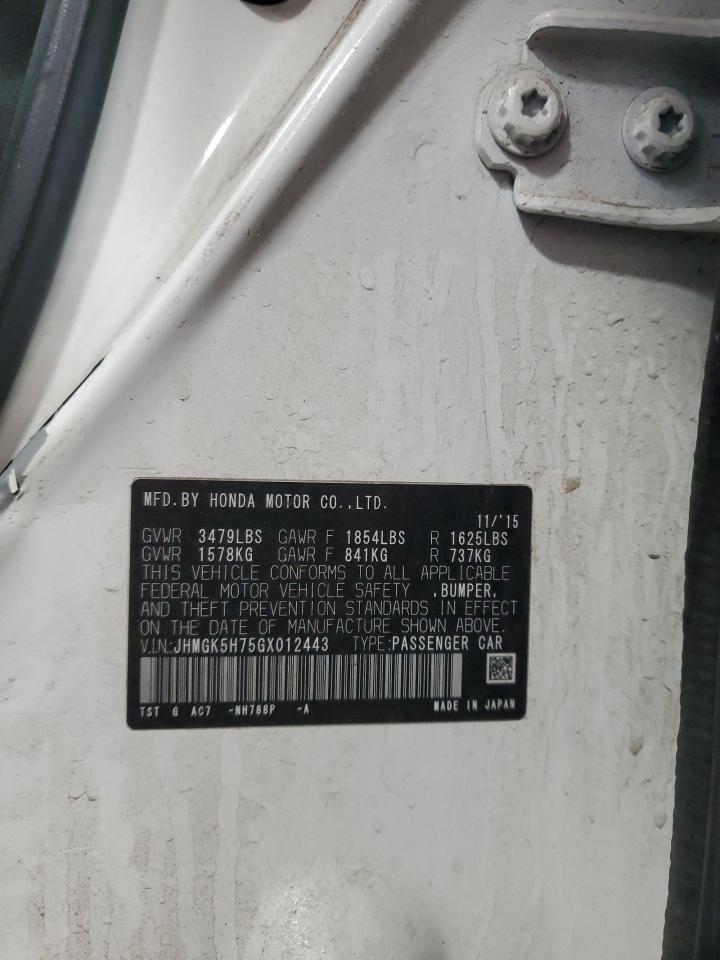 MFD. BY HONDA MOTOR CO., LTD.
11/'15
GVWR 3479LBS GAWR F 1854LBS R 1625LBS
GVWR 1578KG GAWR F 841KG R 737KG
THIS VEHICLE CONFORMS TO ALL APPLICABLE
FEDERAL MOTOR VEHICLE SAFETY ,BUMPER,
AND THEFT PREVENTION STANDARDS IN EFFECT
ON THE DATE OF MANUFACTURE SHOWN ABOVE.
V.I.N.:JHMGK5H75GX012443 TYPE:PASSENGER CAR
TST G AC7 -NH788P -A MADE IN JAPAN